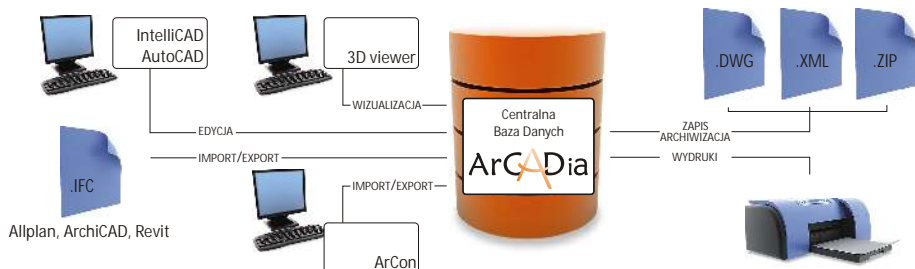 IntelliCAD
AutoCAD
3D viewer
WIZUALIZACJA
EDYCJA
IMPORT/EXPORT
.IFC
Allplan, ArchiCAD, Revit
IMPORT/EXPORT
ArCon
Centralna
Baza Danych
ArCADia
.DWG
.XML
.ZIP
ZAPIS
ARCHIWIZACJA
WYDRUKI